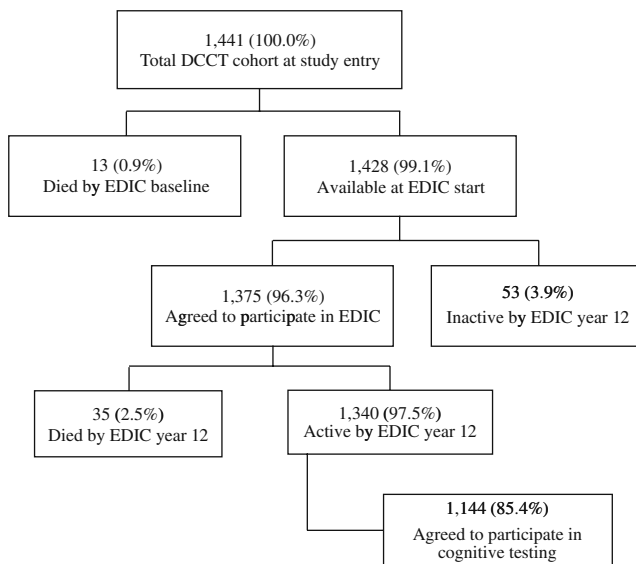 1,441 (100.0%)
Total DCCT cohort at study entry
13 (0.9%)
Died by EDIC baseline
1,428 (99.1%)
Available at EDIC start
1,375 (96.3%)
Agreed to participate in EDIC
53 (3.9%)
Inactive by EDIC year 12
35 (2.5%)
Died by EDIC year 12
1,340 (97.5%)
Active by EDIC year 12
1,144 (85.4%)
Agreed to participate in
cognitive testing